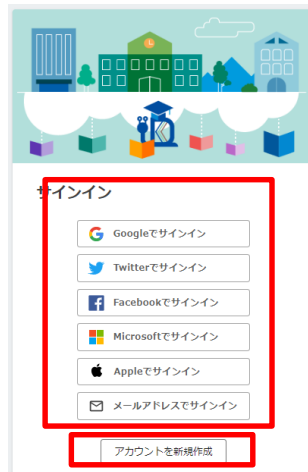 サインイン
Googleでサインイン
Twitterでサインイン
Facebookでサインイン
Microsoftでサインイン
Appleでサインイン
メールアドレスでサインイン
アカウントを新規作成